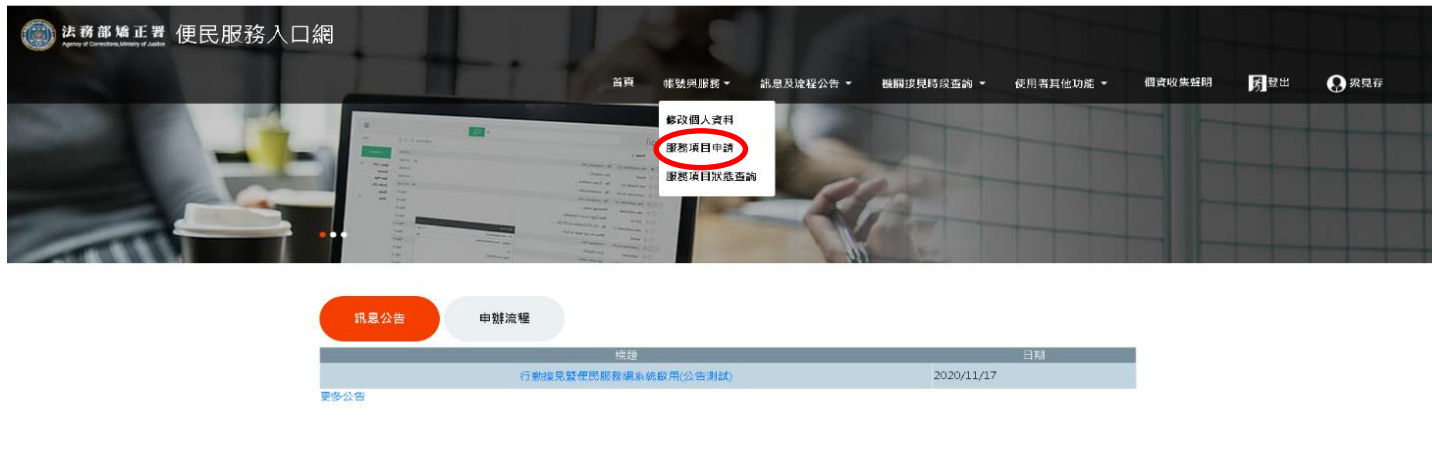 法務部矯正署 便民服務入口網
Agency of Corrections, Ministry of Justice
首頁 帳號與服務 訊息及流程公告 機關接見時段查詢 使用者其他功能 個資收集聲明 登出 梁見存
修改個人資料
服務項目申請
服務項目狀態查詢
訊息公告 申辦流程
標題 日期
行動接見暨便民服務網系統啟用(公告測試) 2020/11/17
更多公告